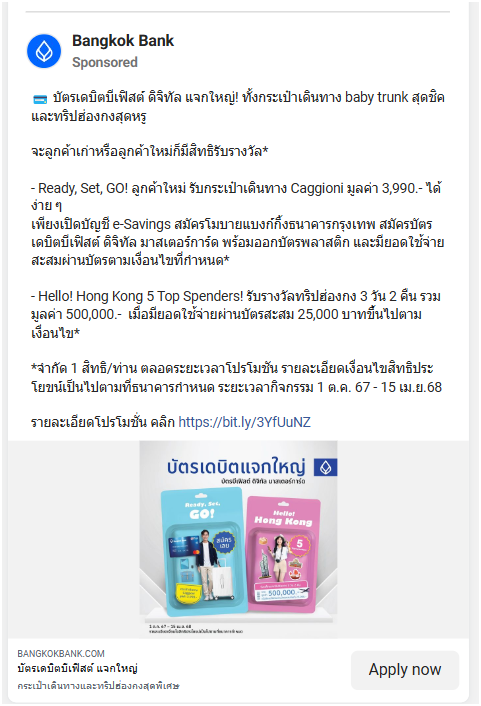 Bangkok Bank
Sponsored
บัตรเดบิตบีเฟิสต์ ดิจิทัล แจกใหญ่! ทั้งกระเป๋าเดินทาง baby trunk สุดชิค
และทริปฮ่องกงสุดหรู
จะลูกค้าเก่าหรือลูกค้าใหม่ก็มีสิทธิรับรางวัล*
- Ready, Set, GO! ลูกค้าใหม่ รับกระเป๋าเดินทาง Caggioni มูลค่า 3,990.- ได้
ง่าย ๆ
เพียงเปิดบัญชี e-Savings สมัครโมบายแบงก์กิ้งธนาคารกรุงเทพ สมัครบัตร
เดบิตบีเฟิสต์ ดิจิทัล มาสเตอร์การ์ด พร้อมออกบัตรพลาสติก และมียอดใช้จ่าย
สะสมผ่านบัตรตามเงื่อนไขที่กำหนด*
- Hello! Hong Kong 5 Top Spenders! รับรางวัลทริปฮ่องกง 3 วัน 2 คืน รวม
มูลค่า 500,000.- เมื่อมียอดใช้จ่ายผ่านบัตรสะสม 25,000 บาทขึ้นไปตาม
เงื่อนไข*
*จำกัด 1 สิทธิ/ท่าน ตลอดระยะเวลาโปรโมชัน รายละเอียดเงื่อนไขสิทธิประ
โยชน์เป็นไปตามที่ธนาคารกำหนด ระยะเวลากิจกรรม 1 ต.ค. 67 - 15 เม.ย.68
รายละเอียดโปรโมชั่น คลิก https://bit.ly/3YfUuNZ
บัตรเดบิตแจกใหญ่
บัตรบีเฟิสต์ ดิจิทัล มาสเตอร์การ์ด
Ready, Set,
GO!
สมัคร
เลย
Hello!
Hong Kong
5
500,000.-
1 ต.ค. 67 - 15 เม.ย. 68
BANGKOKBANK.COM
บัตรเดบิตบีเฟิสต์ แจกใหญ่
กระเป๋าเดินทางและทริปฮ่องกงสุดพิเศษ
Apply now